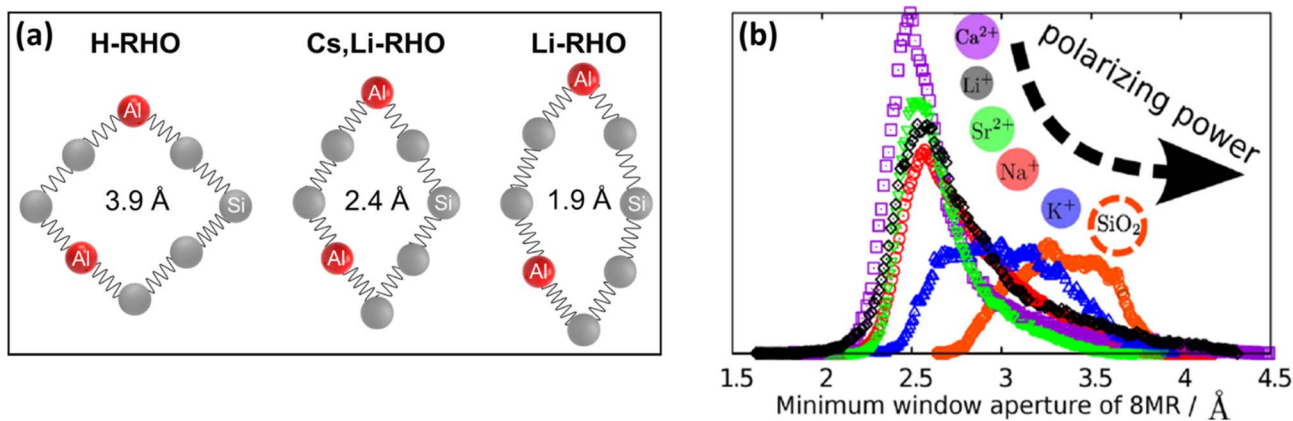 (a)
H-RHO Cs,Li-RHO Li-RHO
Al Al Al
Si Si Si
3.9 Å 2.4 Å 1.9 Å
Al Al Al
(b)
Ca²⁺
Li⁺
Sr²⁺
Na⁺
K⁺
SiO₂
polarizing power
1.5 2 2.5 3 3.5 4 4.5
Minimum window aperture of 8MR / Å